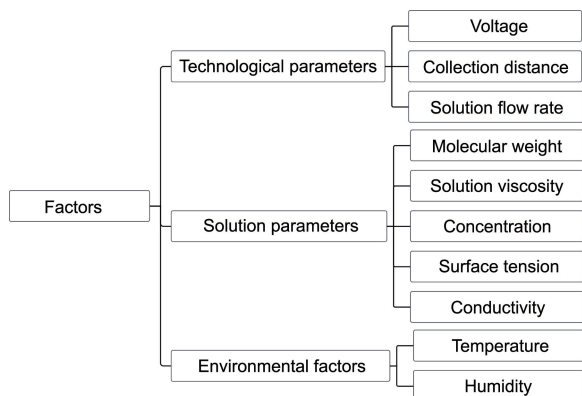 Factors
Technological parameters
Voltage
Collection distance
Solution flow rate
Solution parameters
Molecular weight
Solution viscosity
Concentration
Surface tension
Conductivity
Environmental factors
Temperature
Humidity